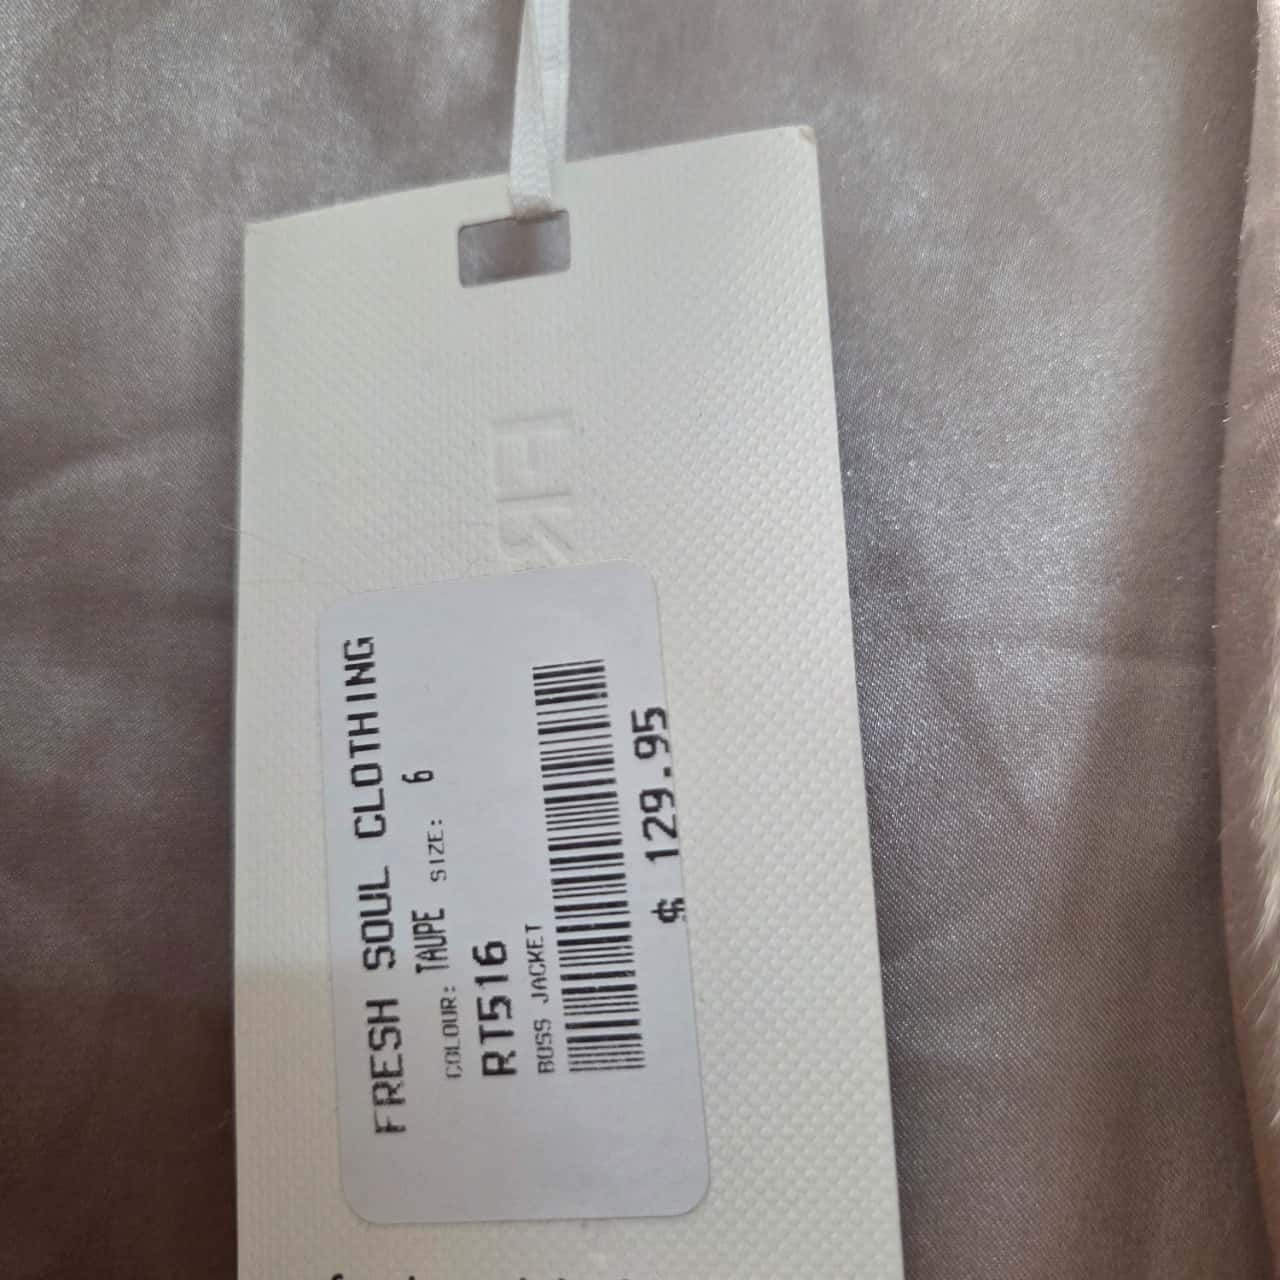 FRESH SOUL CLOTHING
COLOUR: TAUPE SIZE: 6
RT516
BOSS JACKET
$ 129.95